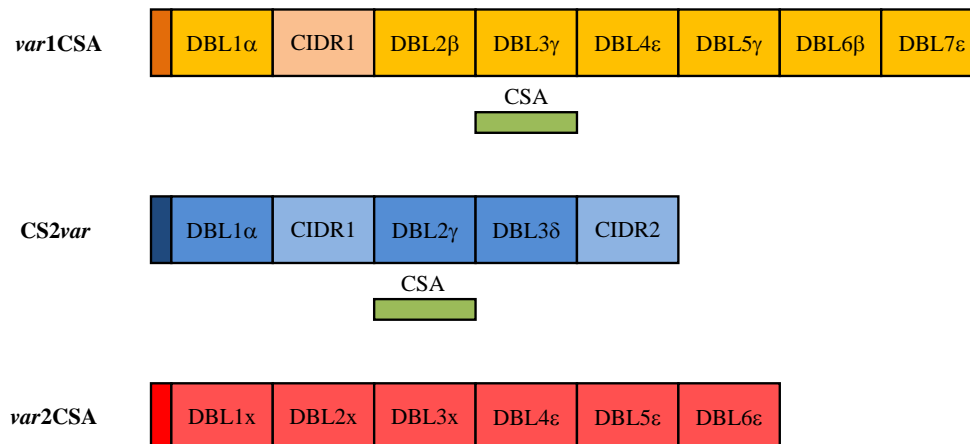 var1CSA DBL1α CIDR1 DBL2β DBL3γ DBL4ε DBL5γ DBL6β DBL7ε
CSA
CS2var DBL1α CIDR1 DBL2γ DBL3δ CIDR2
CSA
var2CSA DBL1x DBL2x DBL3x DBL4ε DBL5ε DBL6ε